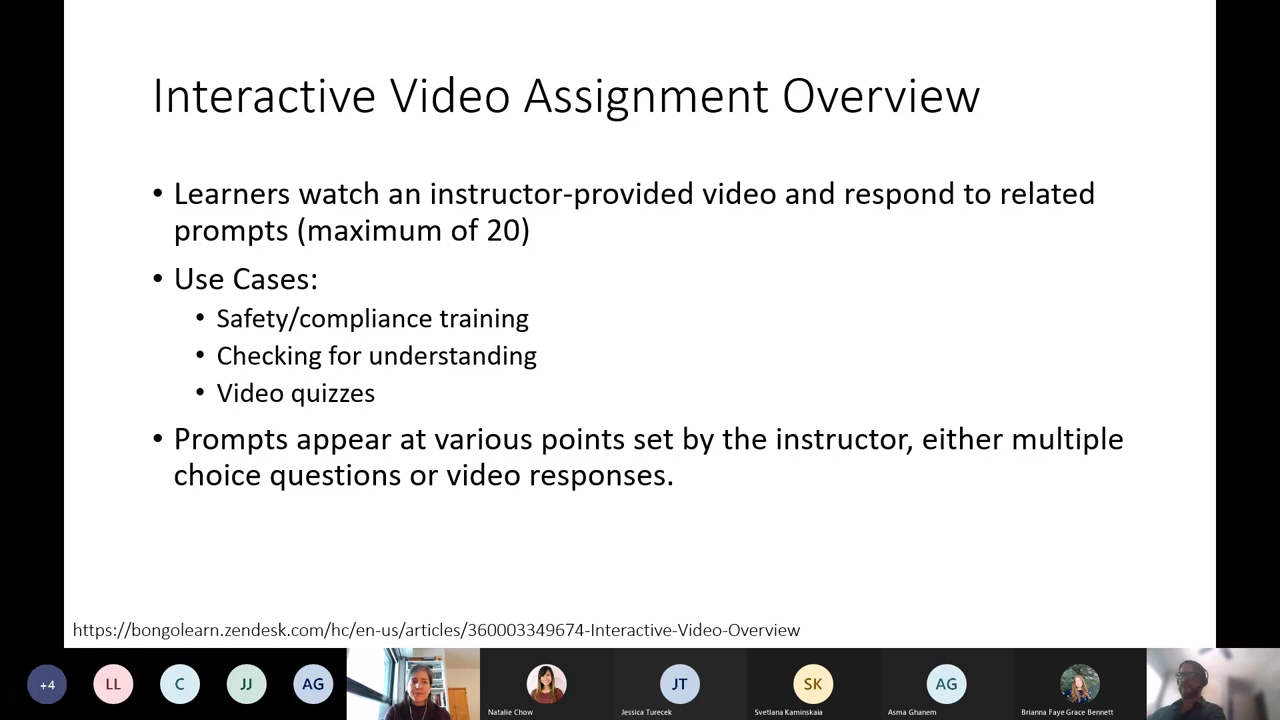 Interactive Video Assignment Overview
• Learners watch an instructor-provided video and respond to related
prompts (maximum of 20)
• Use Cases:
• Safety/compliance training
• Checking for understanding
• Video quizzes
• Prompts appear at various points set by the instructor, either multiple
choice questions or video responses.
https://bongolearn.zendesk.com/hc/en-us/articles/360003349674-Interactive-Video-Overview
+4 LL C JJ AG JT SK AG
Natalie Chow Jessica Turecek Svetlana Kaminskaia Asma Ghanem Brianna Faye Grace Bennett